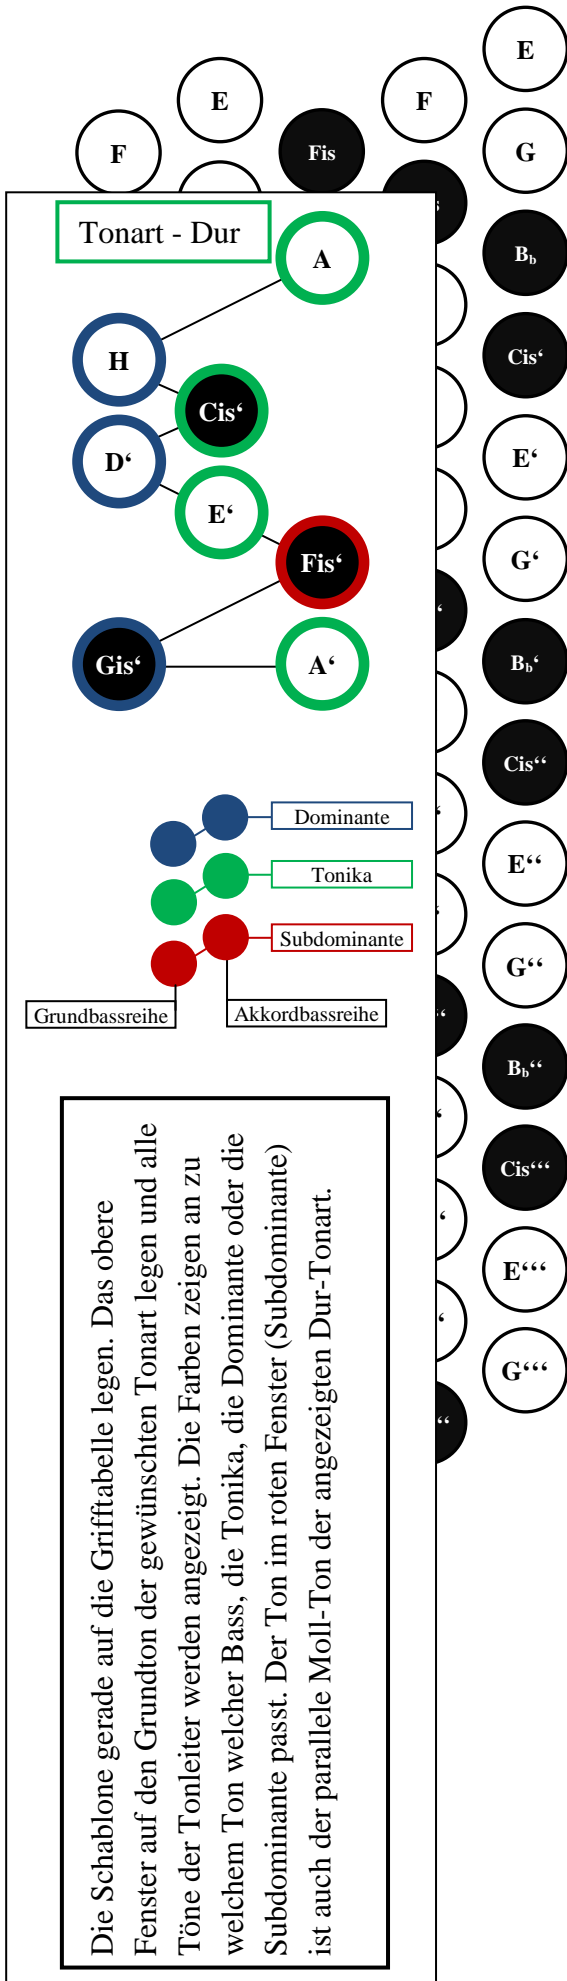 E
F
E
F
G
Fis
Tonart - Dur
A
B♭
H
Cis‘
Cis‘
D‘
E‘
E‘
Fis‘
G‘
Gis‘
A‘
B♭‘
Cis‘‘
Dominante
E‘‘
Tonika
Subdominante
G‘‘
Grundbassreihe
Akkordbassreihe
B♭‘‘
Cis‘‘‘
E‘‘‘
G‘‘‘
Die Schablone gerade auf die Grifftabelle legen. Das obere
Fenster auf den Grundton der gewünschten Tonart legen und alle
Töne der Tonleiter werden angezeigt. Die Farben zeigen an zu
welchem Ton welcher Bass, die Tonika, die Dominante oder die
Subdominante passt. Der Ton im roten Fenster (Subdominante)
ist auch der parallele Moll-Ton der angezeigten Dur-Tonart.